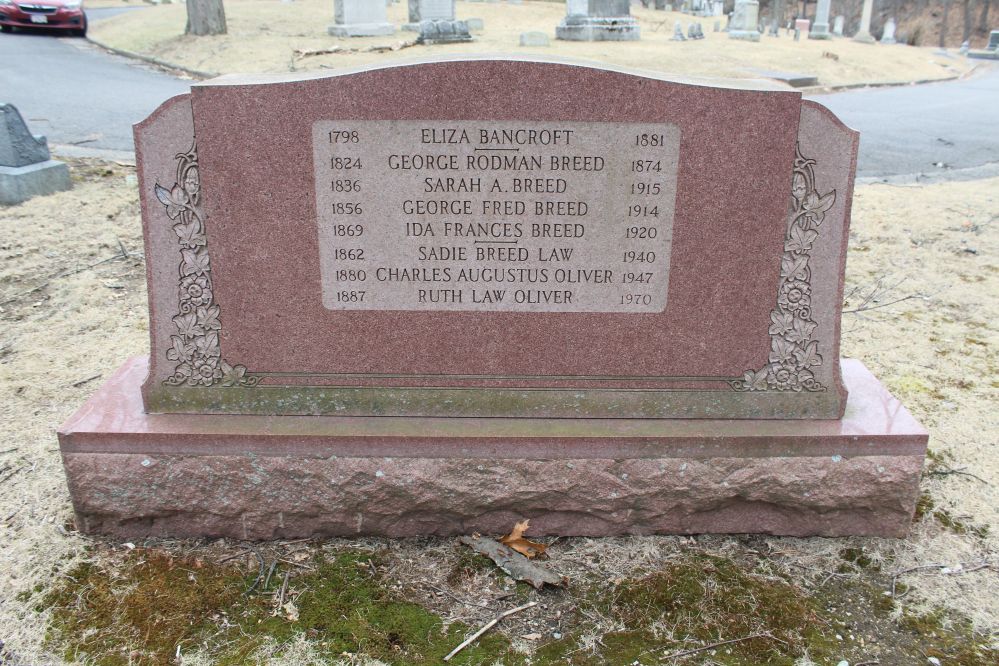 1798 ELIZA BANCROFT 1881
1824 GEORGE RODMAN BREED 1874
1836 SARAH A. BREED 1915
1856 GEORGE FRED BREED 1914
1869 IDA FRANCES BREED 1920
1862 SADIE BREED LAW 1940
1880 CHARLES AUGUSTUS OLIVER 1947
1887 RUTH LAW OLIVER 1970